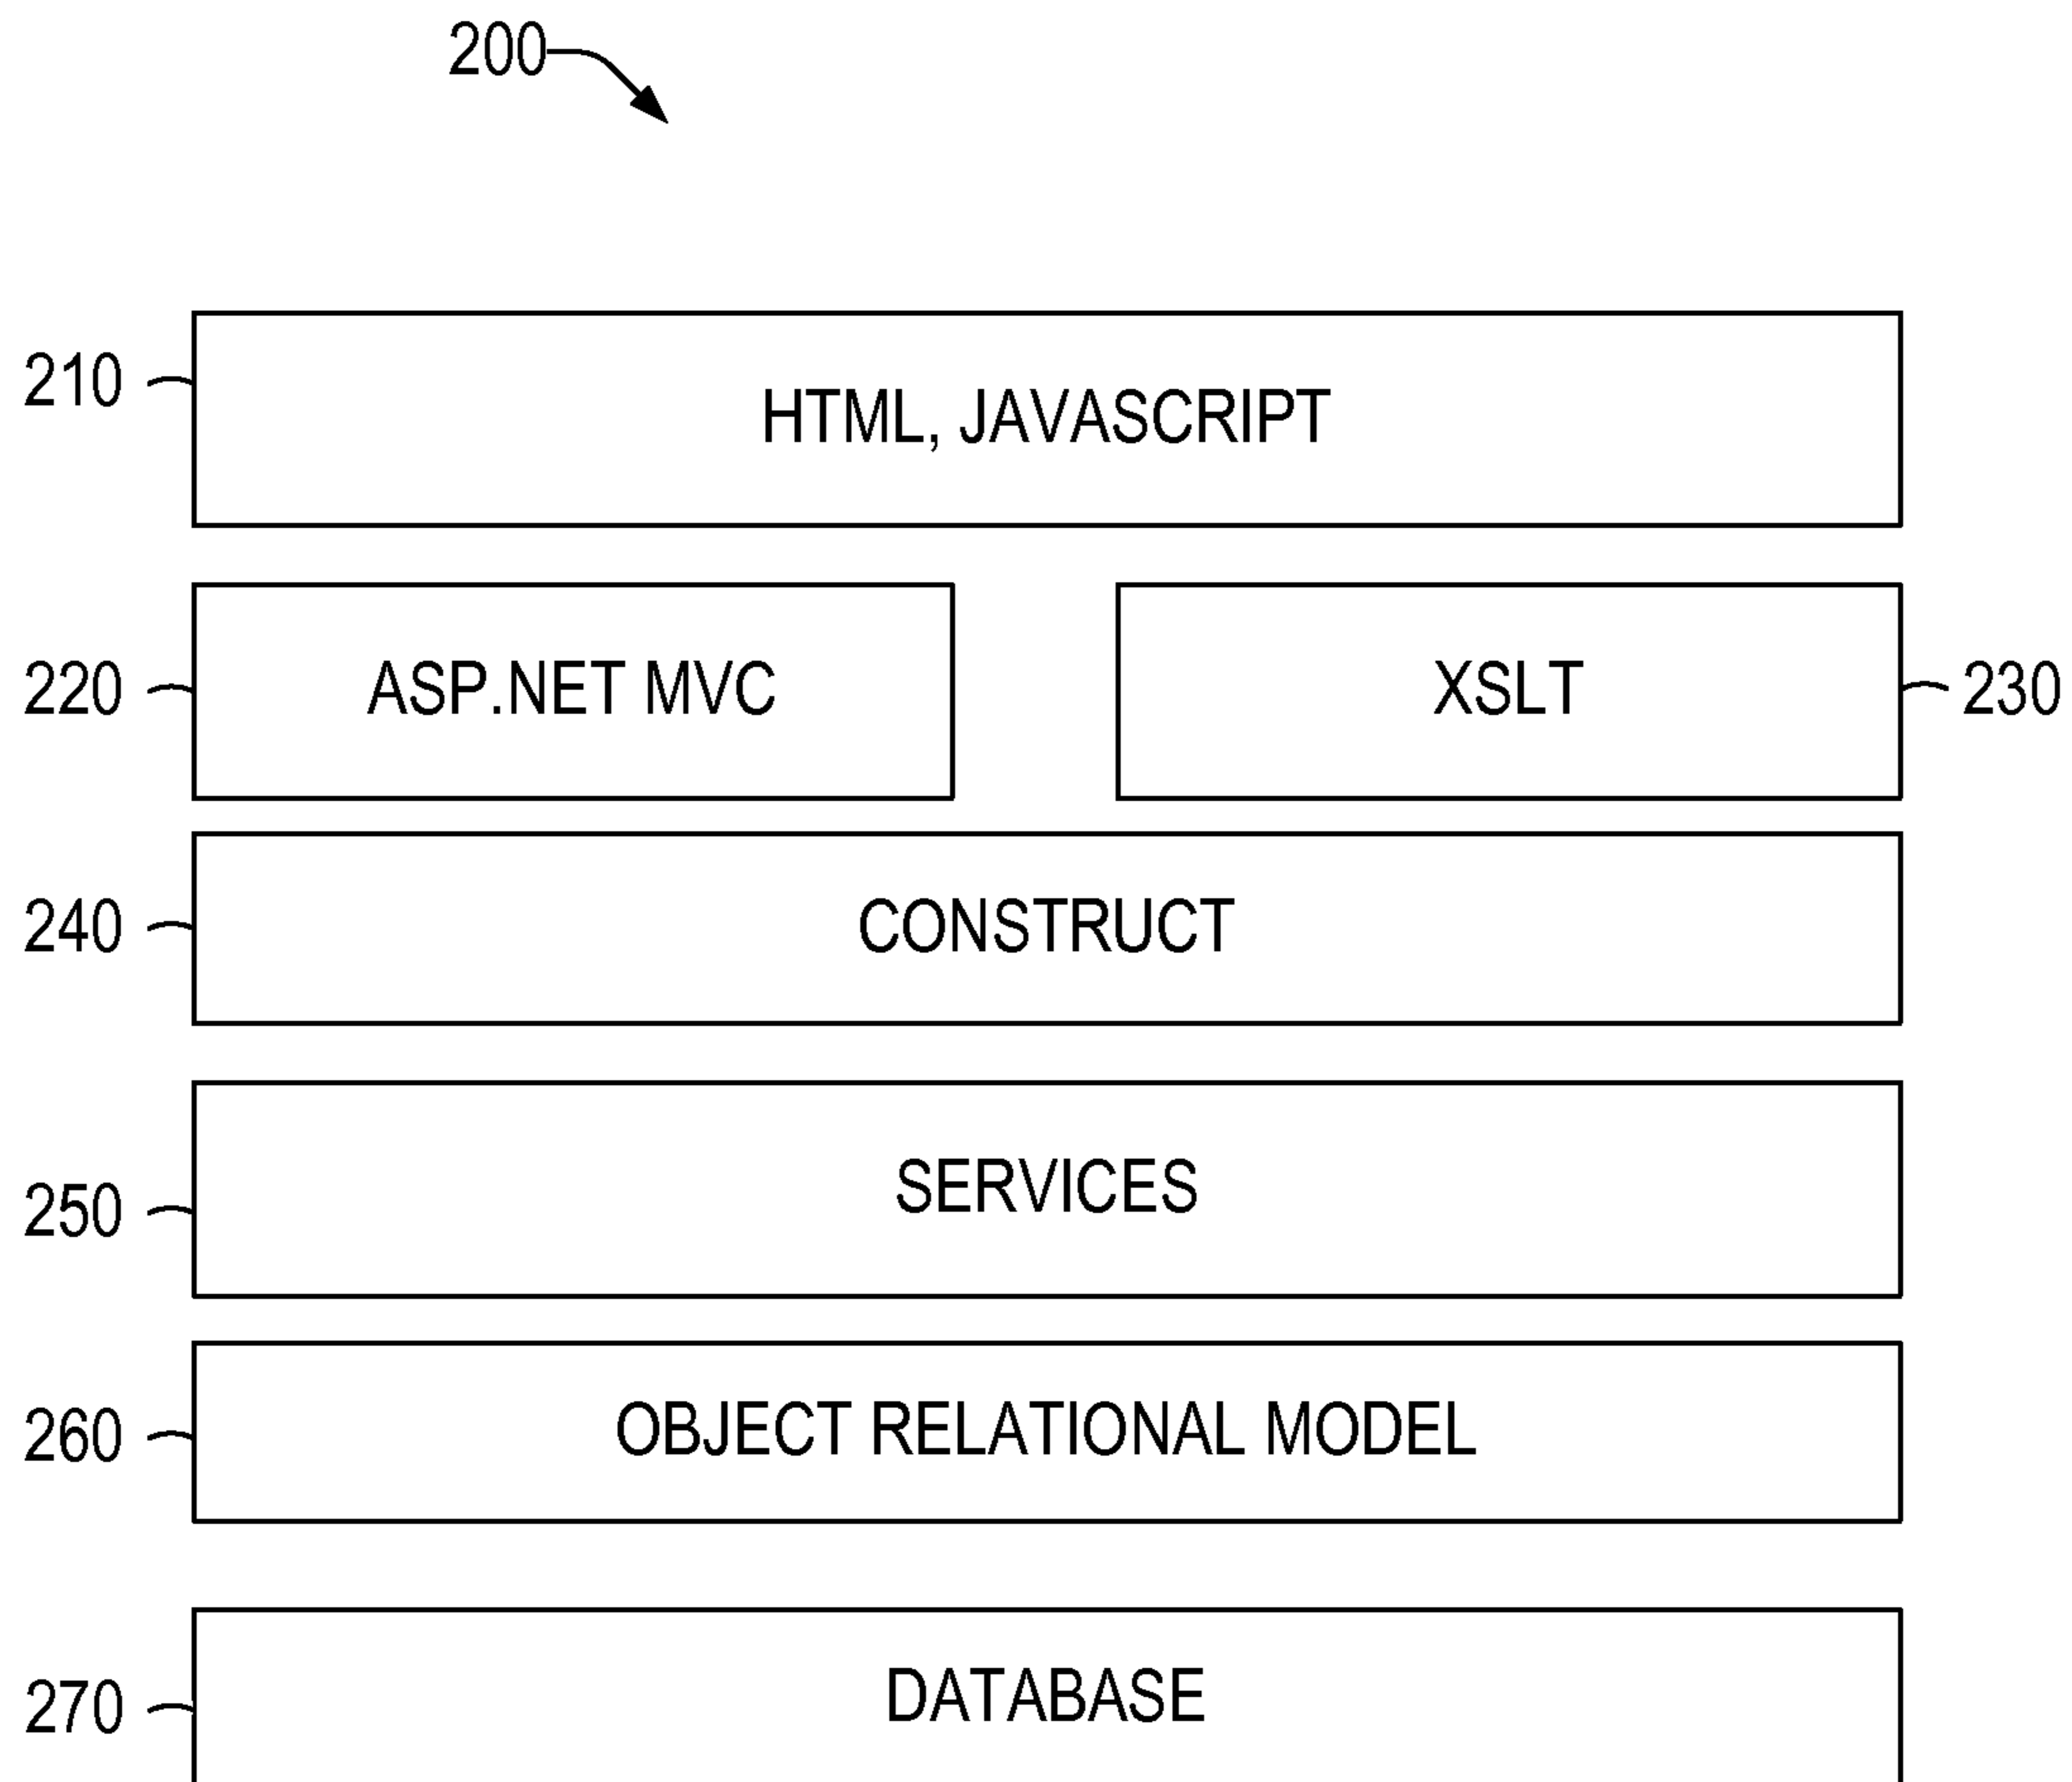 200
210
HTML, JAVASCRIPT
220
ASP.NET MVC
XSLT
230
240
CONSTRUCT
250
SERVICES
260
OBJECT RELATIONAL MODEL
270
DATABASE